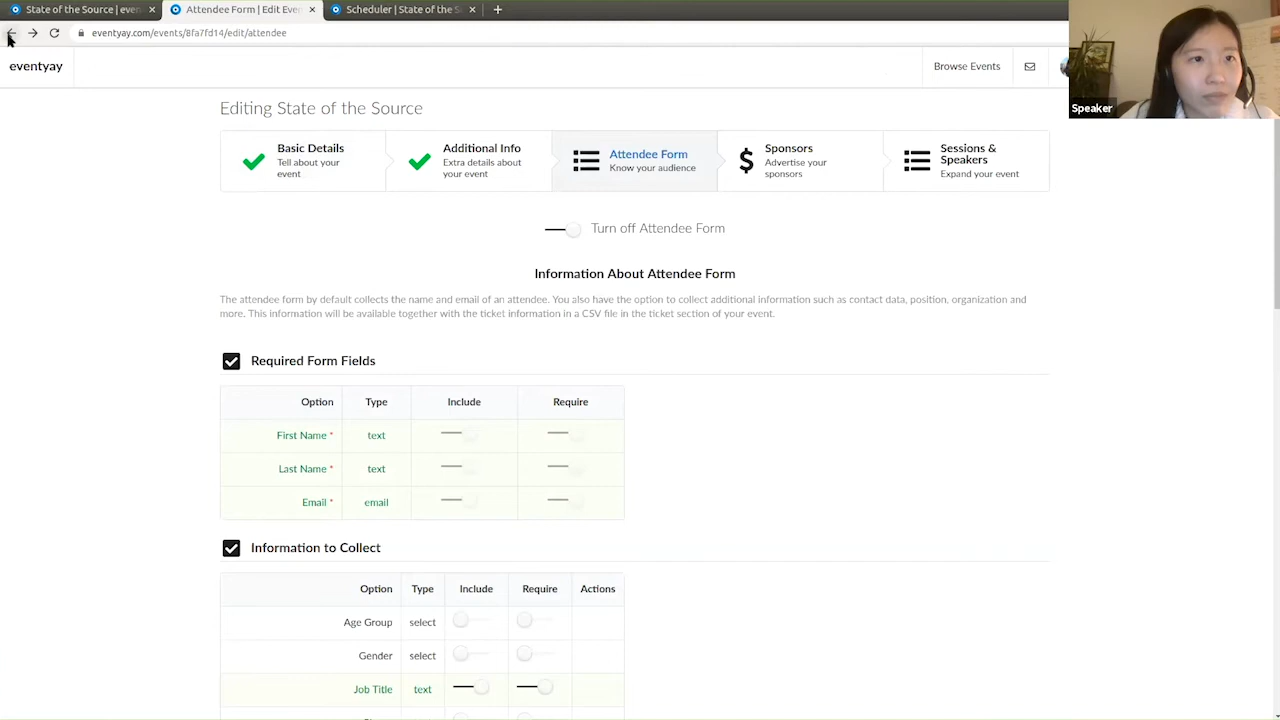 State of the Source | even
Attendee Form | Edit Even
Scheduler | State of the S
eventyay.com/events/8fa7fd14/edit/attendee
eventyay
Browse Events
Speaker
Editing State of the Source
Basic Details
Tell about your
event
Additional Info
Extra details about
your event
Attendee Form
Know your audience
Sponsors
Advertise your
sponsors
Sessions &
Speakers
Expand your event
Turn off Attendee Form
Information About Attendee Form
The attendee form by default collects the name and email of an attendee. You also have the option to collect additional information such as contact data, position, organization and
more. This information will be available together with the ticket information in a CSV file in the ticket section of your event.
Required Form Fields
Option Type Include Require
First Name * text
Last Name * text
Email * email
Information to Collect
Option Type Include Require Actions
Age Group select
Gender select
Job Title text